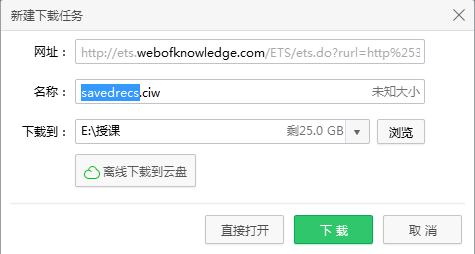 新建下载任务
网址： http://ets.webofknowledge.com/ETS/ets.do?rurl=http%253
名称： savedrecs.ciw 未知大小
下载到： E:\授课 剩25.0 GB 浏览
离线下载到云盘
直接打开 下 载 取 消